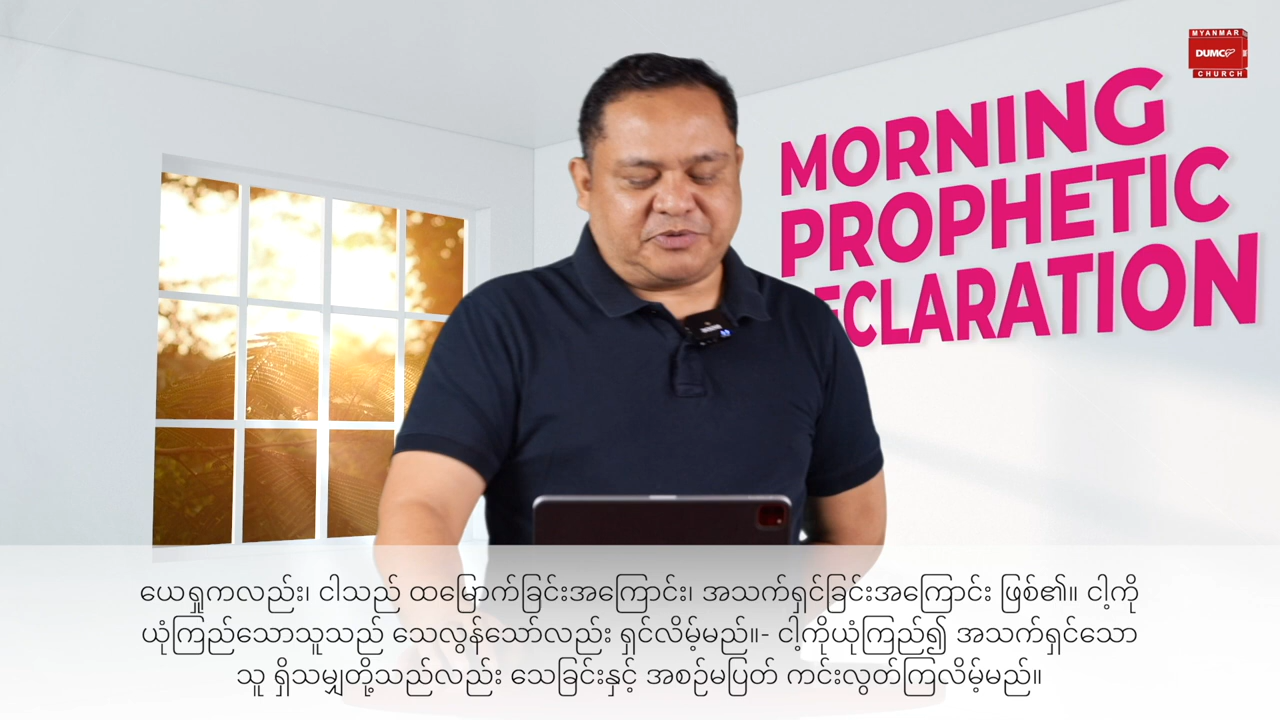 MYANMAR
DUMC
CHURCH
MORNING
PROPHETIC
DECLARATION
ယေရှုကလည်း၊ ငါသည် ထမြောက်ခြင်းအကြောင်း၊ အသက်ရှင်ခြင်းအကြောင်း ဖြစ်၏။ ငါ့ကို
ယုံကြည်သောသူသည် သေလွန်သော်လည်း ရှင်လိမ့်မည်။- ငါ့ကိုယုံကြည်၍ အသက်ရှင်သော
သူ ရှိသမျှတို့သည်လည်း သေခြင်းနှင့် အစဉ်မပြတ် ကင်းလွတ်ကြလိမ့်မည်။